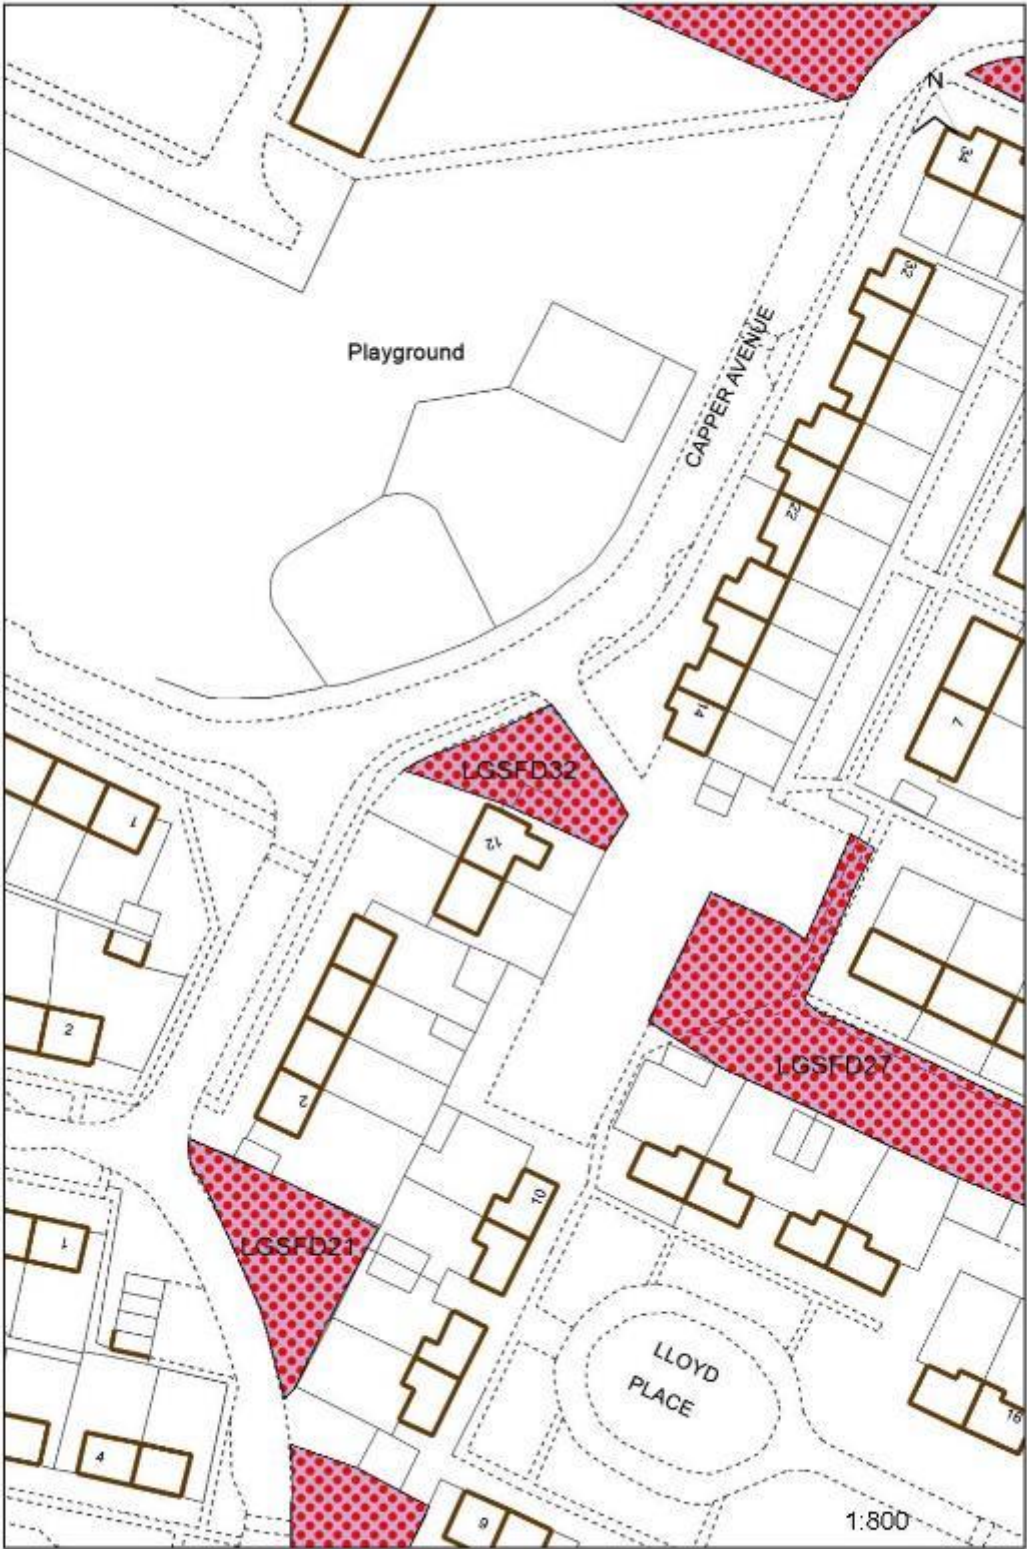 N
34
32
Playground
CAPPER AVENUE
22
14
7
LGSFD32
1
12
2
LGSFD27
2
10
1
LGSFD21
LLOYD
PLACE
16
4
9
1:800